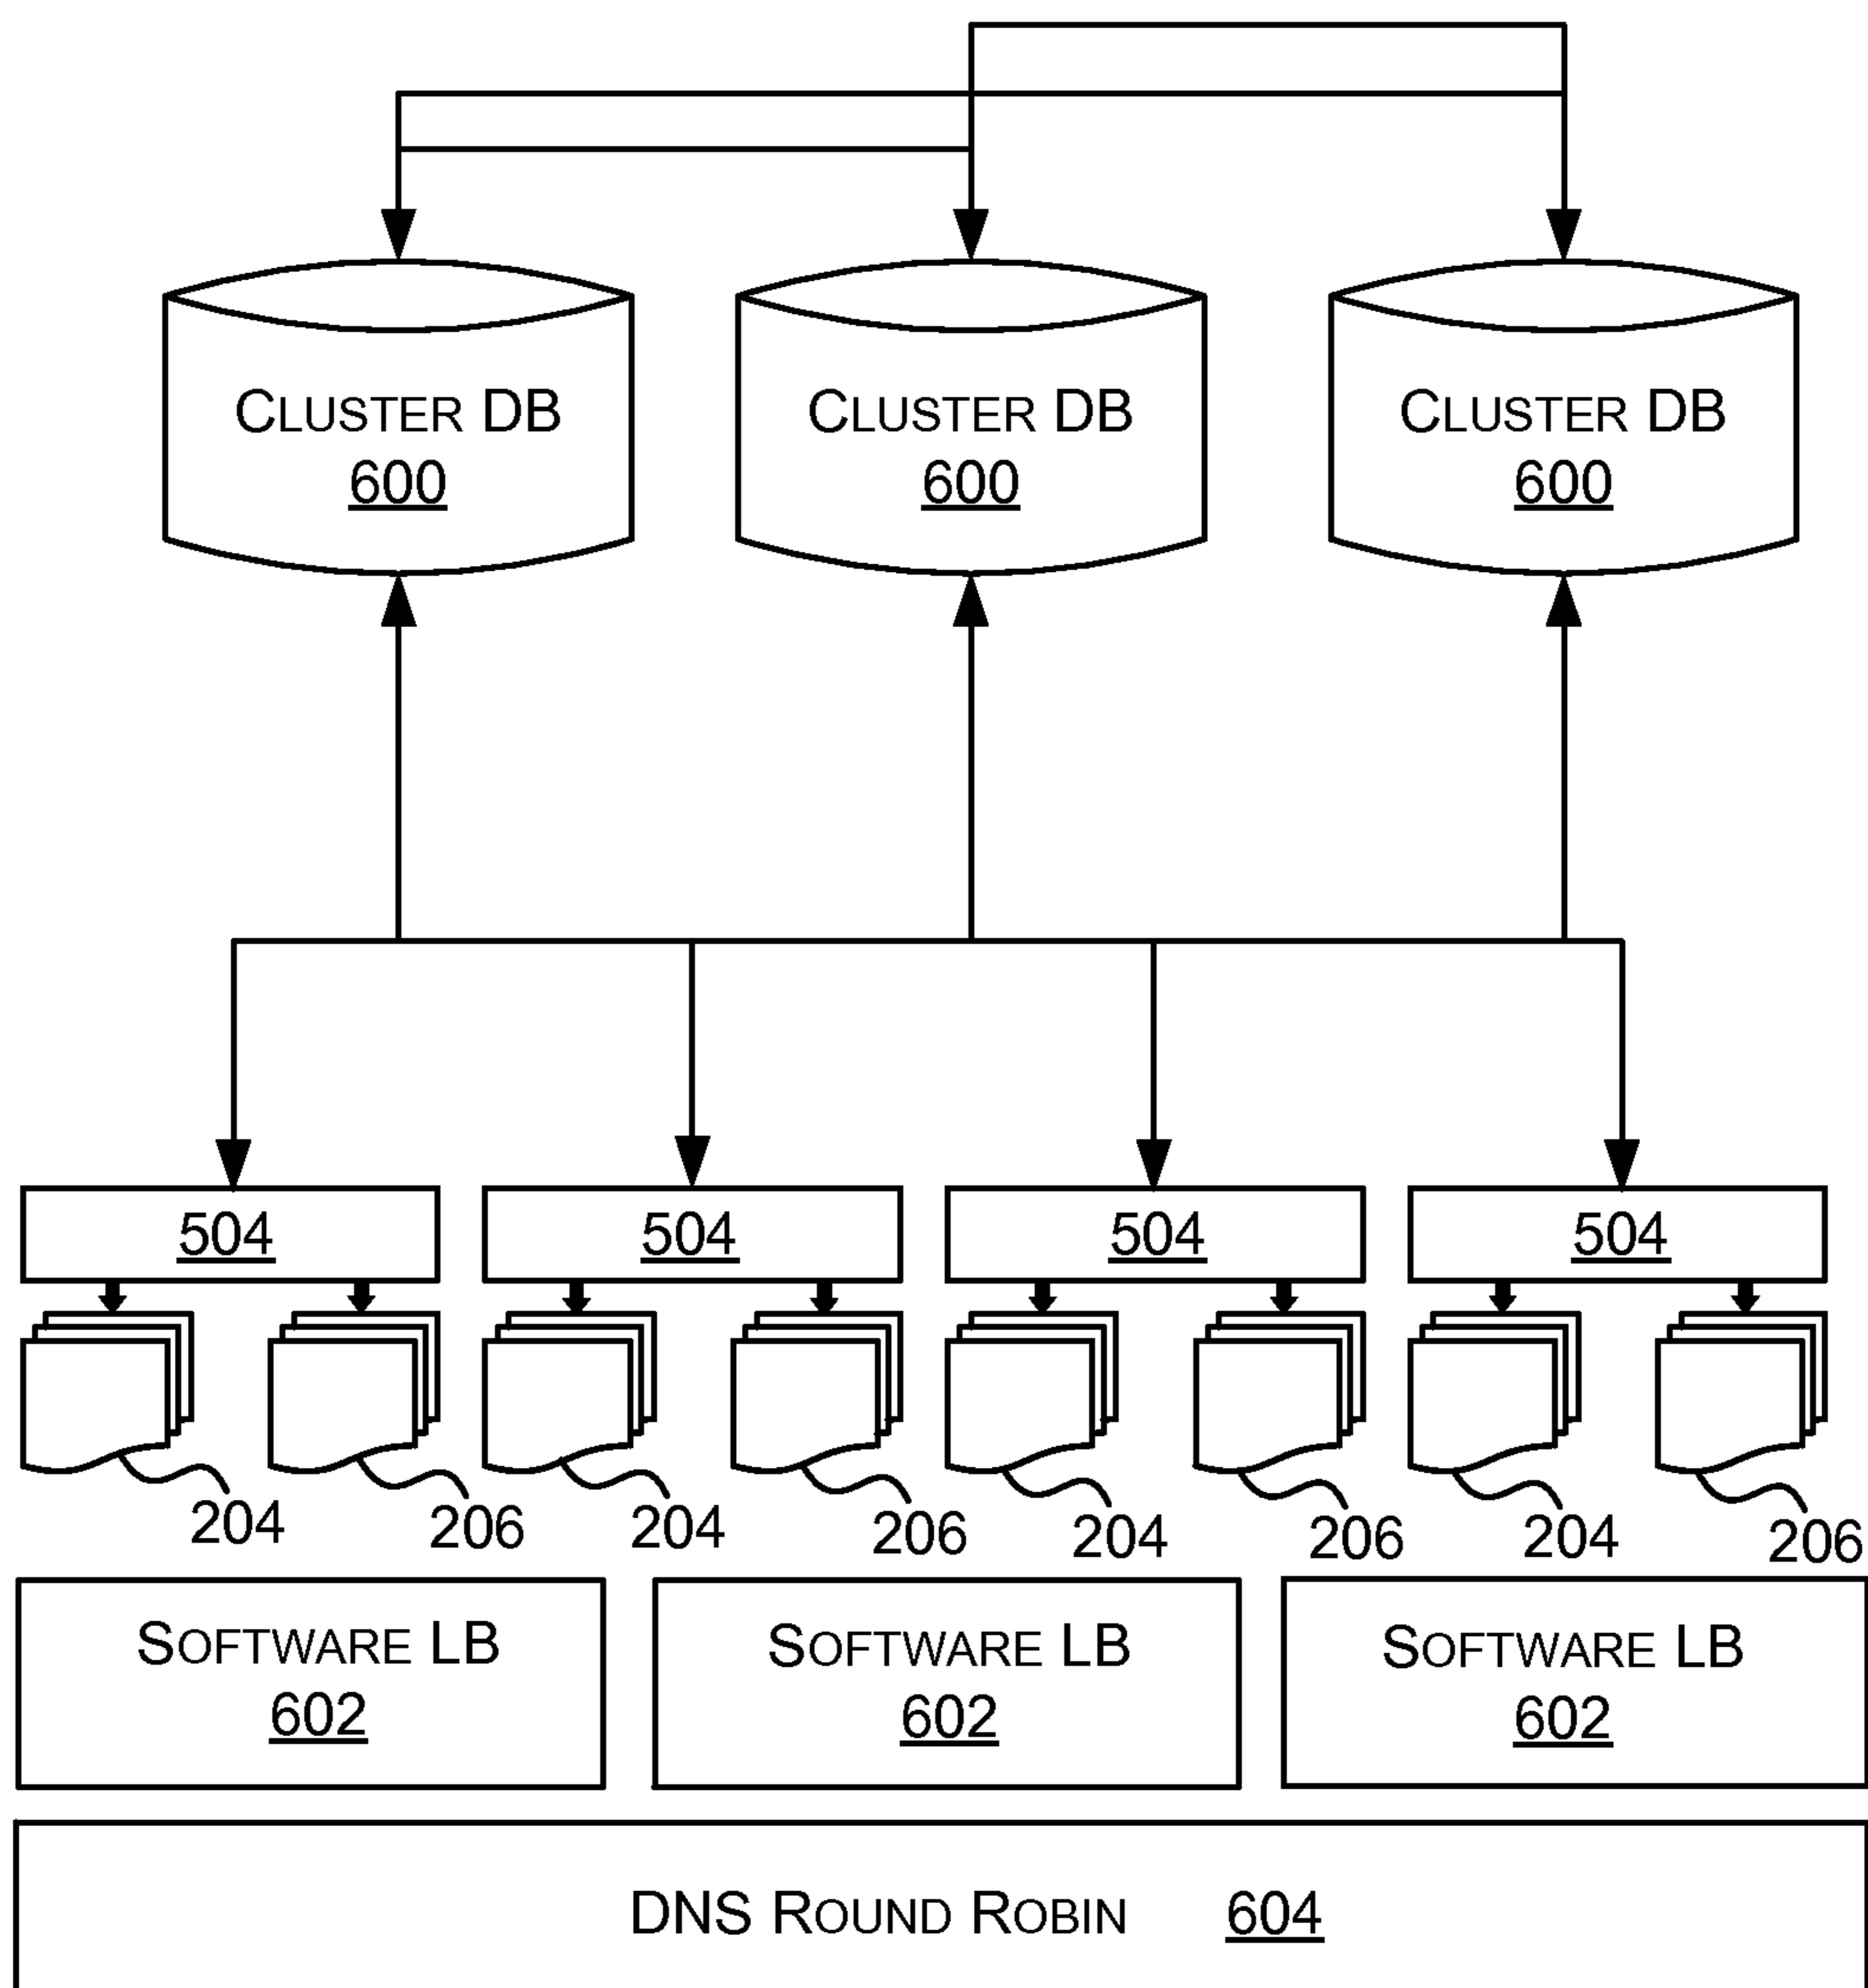 CLUSTER DB
600
CLUSTER DB
600
CLUSTER DB
600
504
504
504
504
204
206
204
206
204
206
204
206
SOFTWARE LB
602
SOFTWARE LB
602
SOFTWARE LB
602
DNS ROUND ROBIN 604